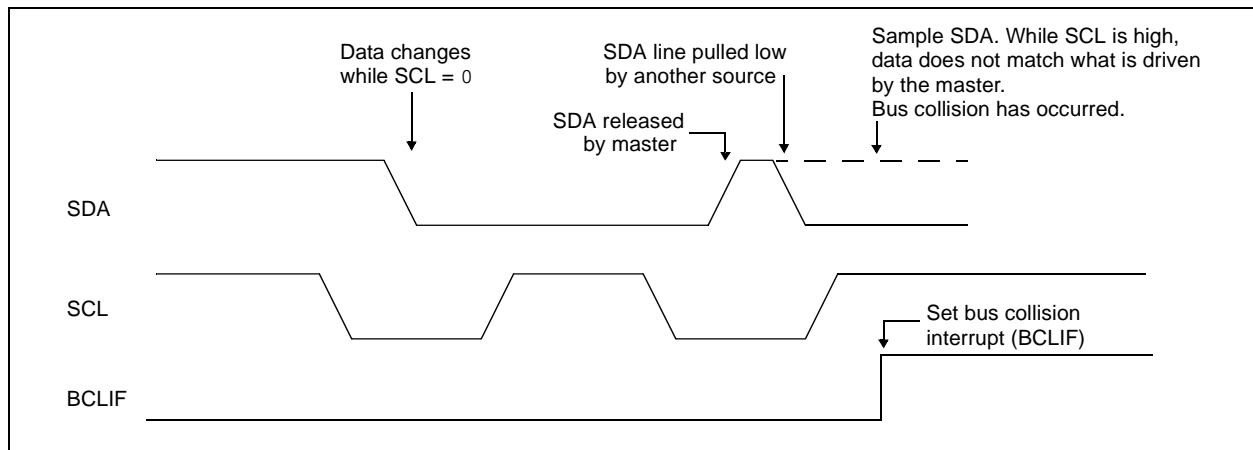 Data changes
while SCL = 0
SDA line pulled low
by another source
Sample SDA. While SCL is high,
data does not match what is driven
by the master.
Bus collision has occurred.
SDA released
by master
SDA
SCL
Set bus collision
interrupt (BCLIF)
BCLIF